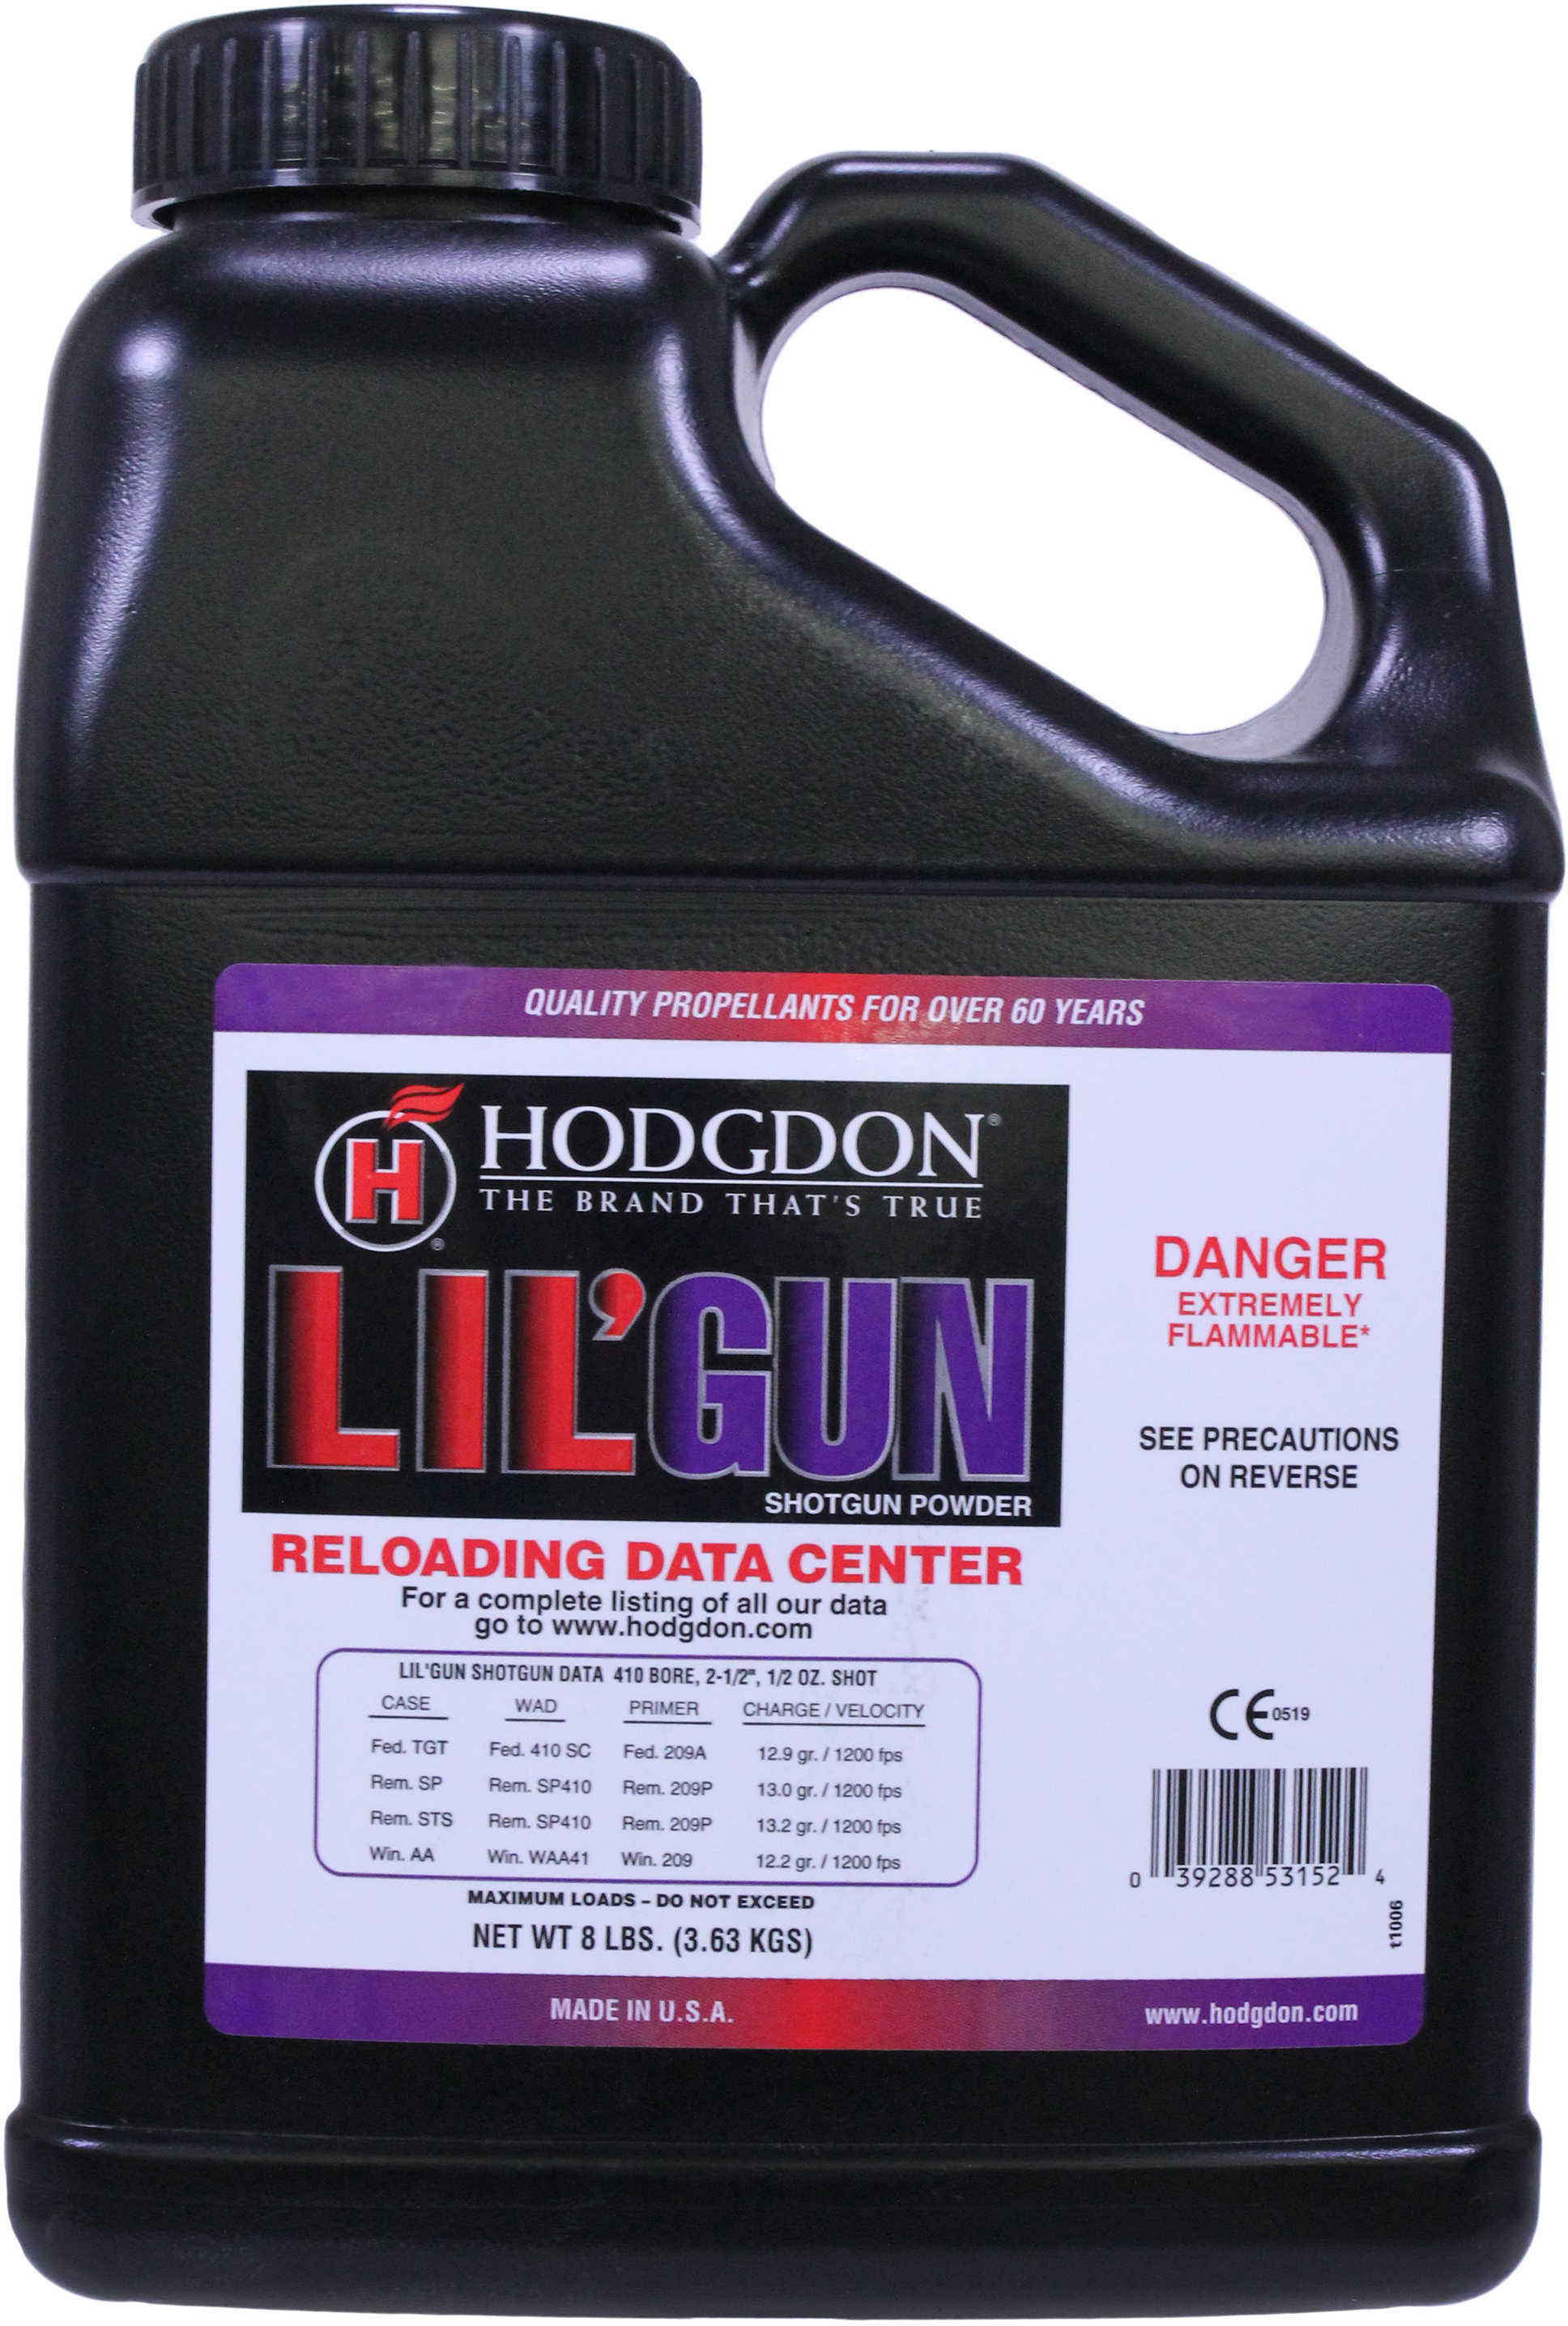 QUALITY PROPELLANTS FOR OVER 60 YEARS
H
®
HODGDON®
THE BRAND THAT'S TRUE
LIL'GUN
SHOTGUN POWDER
DANGER
EXTREMELY
FLAMMABLE*
SEE PRECAUTIONS
ON REVERSE
RELOADING DATA CENTER
For a complete listing of all our data
go to www.hodgdon.com
LIL'GUN SHOTGUN DATA 410 BORE, 2-1/2", 1/2 OZ. SHOT
CASE WAD PRIMER CHARGE / VELOCITY
Fed. TGT Fed. 410 SC Fed. 209A 12.9 gr. / 1200 fps
Rem. SP Rem. SP410 Rem. 209P 13.0 gr. / 1200 fps
Rem. STS Rem. SP410 Rem. 209P 13.2 gr. / 1200 fps
Win. AA Win. WAA41 Win. 209 12.2 gr. / 1200 fps
MAXIMUM LOADS – DO NOT EXCEED
NET WT 8 LBS. (3.63 KGS)
CE 0519
0 39288 53152 4
t1006
MADE IN U.S.A.
www.hodgdon.com